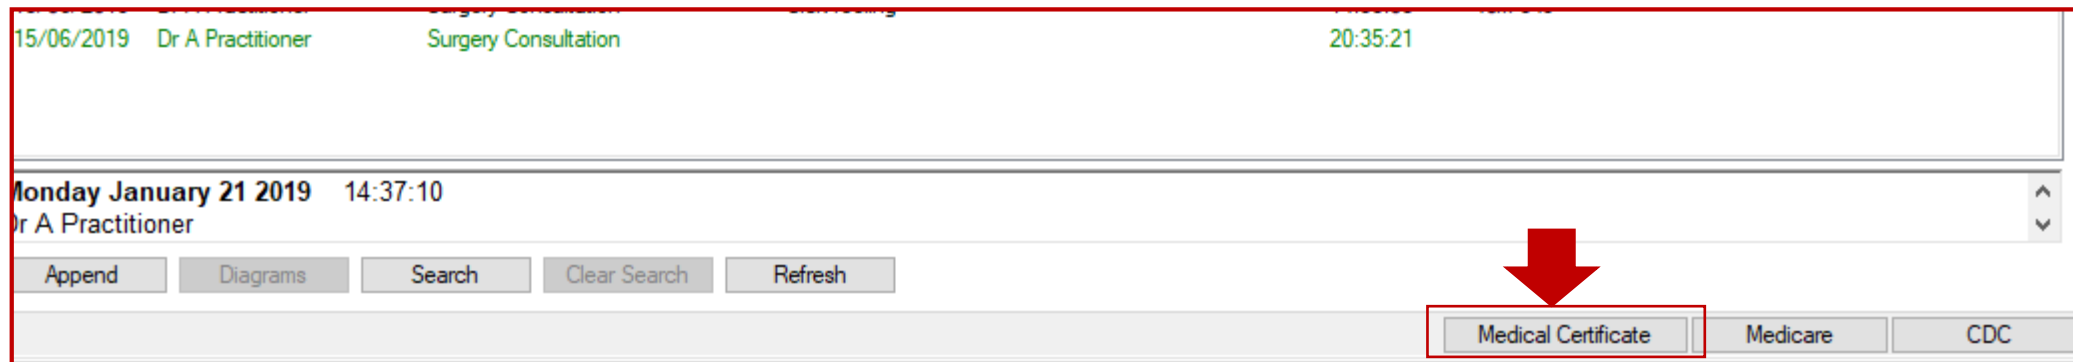 15/06/2019 Dr A Practitioner Surgery Consultation 20:35:21
Monday January 21 2019 14:37:10
Dr A Practitioner
Append Diagrams Search Clear Search Refresh
Medical Certificate Medicare CDC